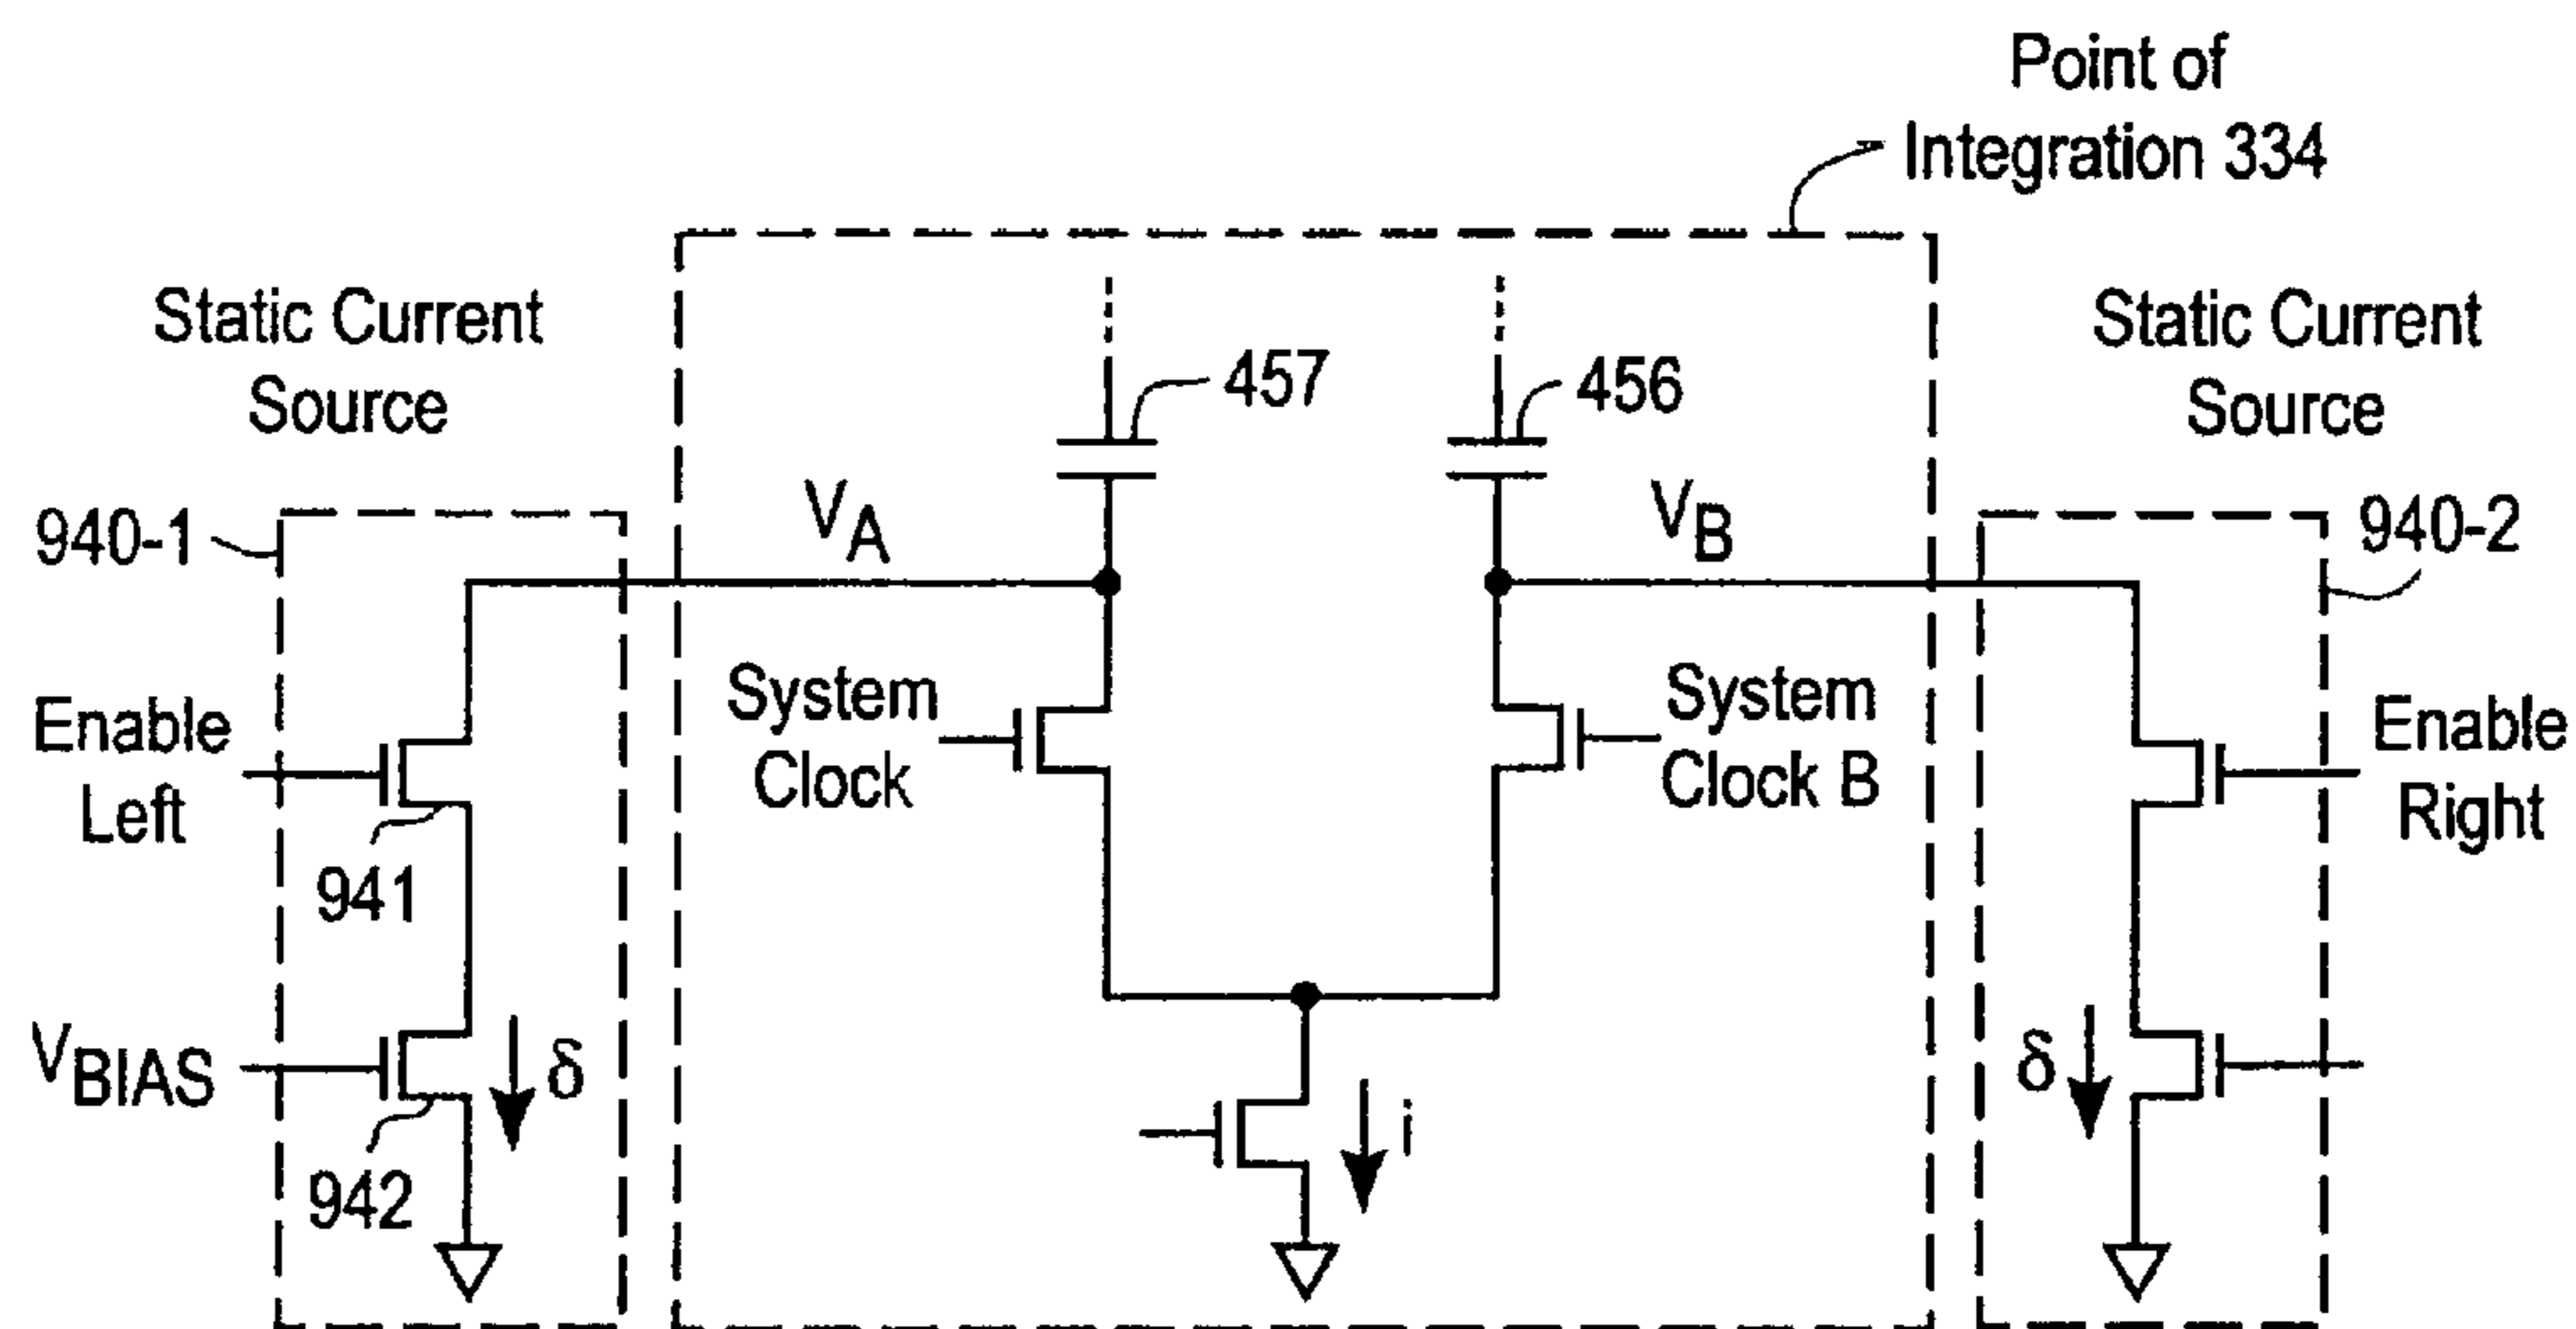 Point of
Integration 334
Static Current
Source
Static Current
Source
457
456
VA
VB
940-1
940-2
System
Clock
System
Clock B
Enable
Left
Enable
Right
941
VBIAS
δ
δ
i
942